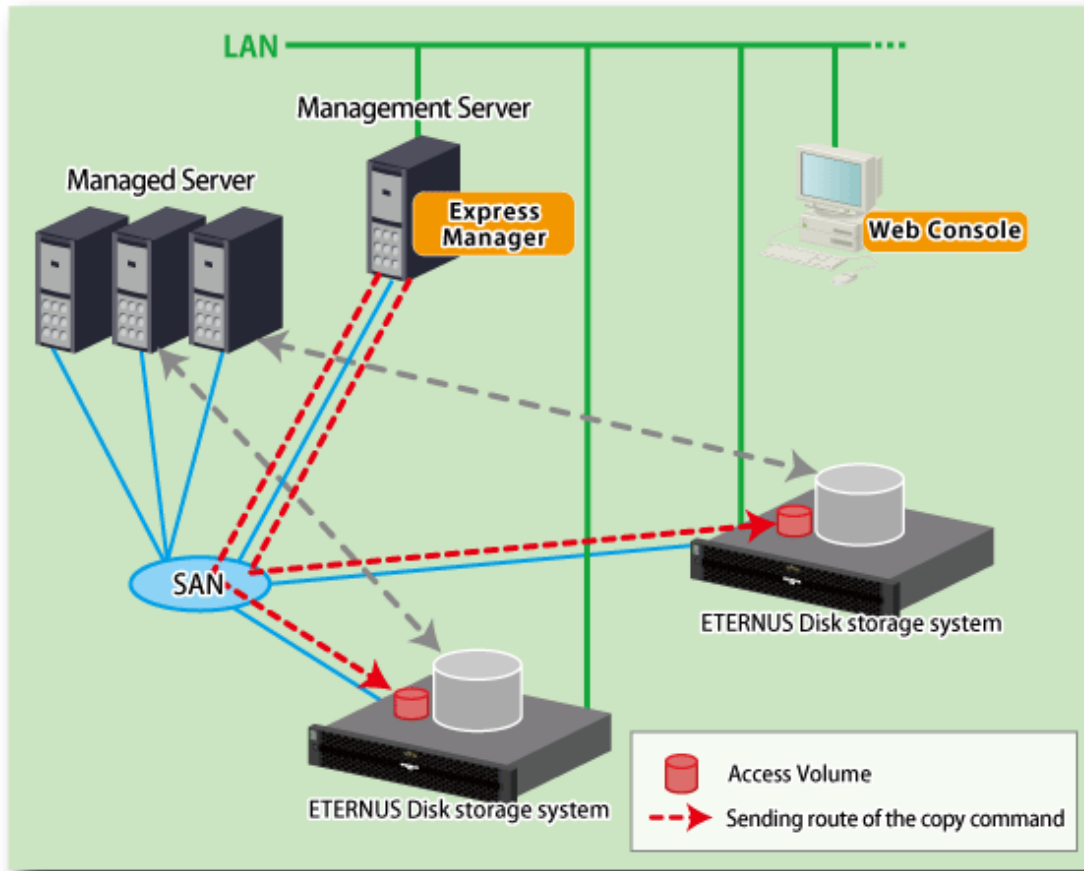 LAN
Management Server
Managed Server
Express
Manager
Web Console
SAN
ETERNUS Disk storage system
ETERNUS Disk storage system
Access Volume
Sending route of the copy command